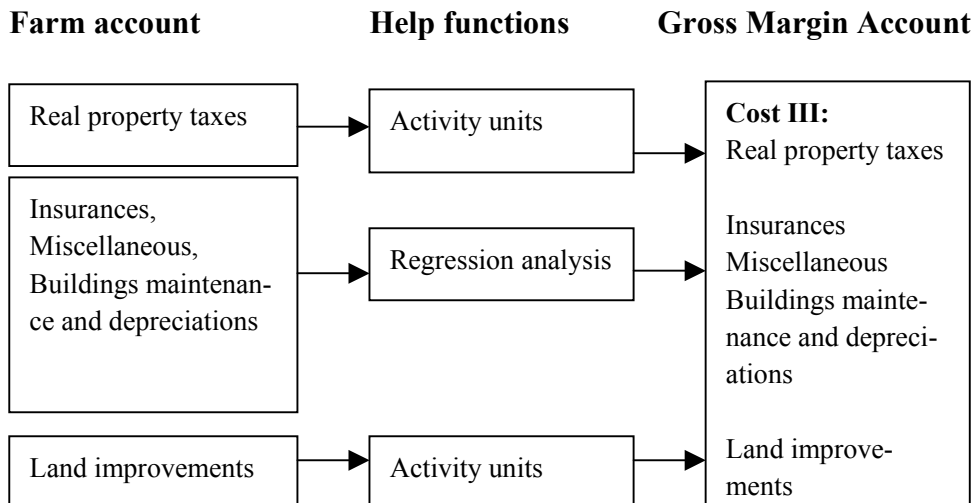 Farm account
Help functions
Gross Margin Account
Real property taxes
Activity units
Cost III:
Real property taxes
Insurances,
Miscellaneous,
Buildings maintenan-
ce and depreciations
Regression analysis
Insurances
Miscellaneous
Buildings mainte-
nance and depreci-
ations
Land improvements
Activity units
Land improve-
ments